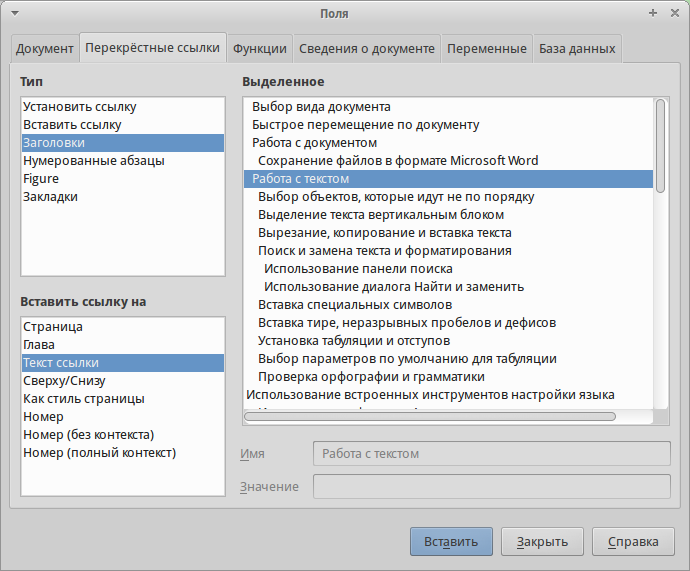 Поля
Документ Перекрёстные ссылки Функции Сведения о документе Переменные База данных
Тип
Установить ссылку
Вставить ссылку
Заголовки
Нумерованные абзацы
Figure
Закладки
Вставить ссылку на
Страница
Глава
Текст ссылки
Сверху/Снизу
Как стиль страницы
Номер
Номер (без контекста)
Номер (полный контекст)
Выделенное
Выбор вида документа
Быстрое перемещение по документу
Работа с документом
Сохранение файлов в формате Microsoft Word
Работа с текстом
Выбор объектов, которые идут не по порядку
Выделение текста вертикальным блоком
Вырезание, копирование и вставка текста
Поиск и замена текста и форматирования
Использование панели поиска
Использование диалога Найти и заменить
Вставка специальных символов
Вставка тире, неразрывных пробелов и дефисов
Установка табуляции и отступов
Выбор параметров по умолчанию для табуляции
Проверка орфографии и грамматики
Использование встроенных инструментов настройки языка
Имя Работа с текстом
Значение
Вставить Закрыть Справка